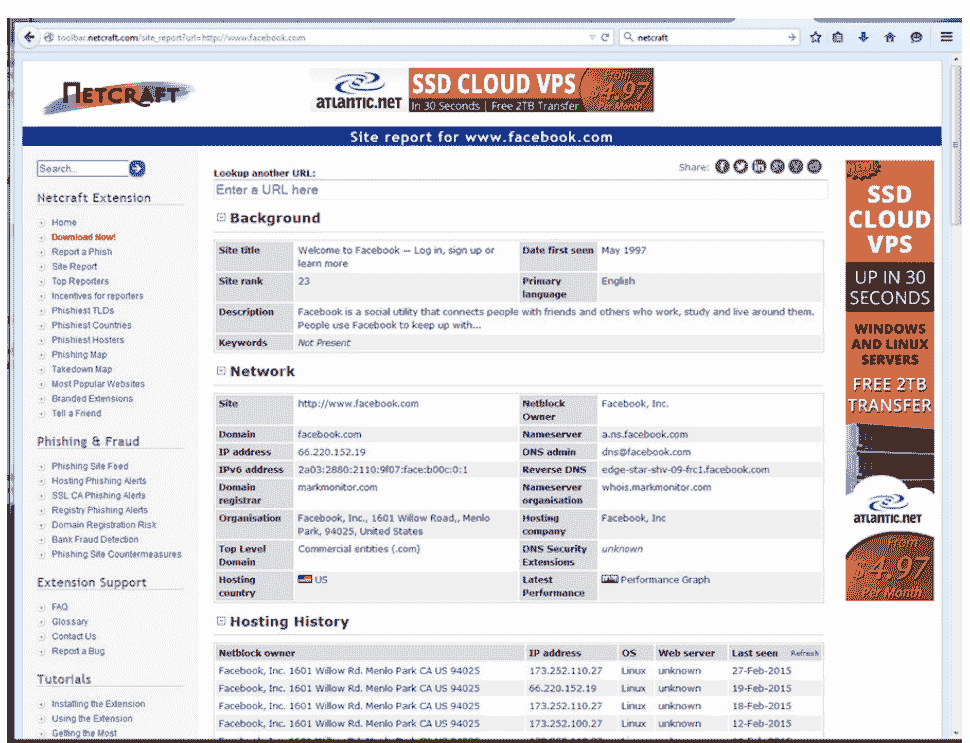 toolbar.netcraft.com/site_report?url=http://www.facebook.com
netcraft
NETCRAFT
ATLANTIC.NET
SSD CLOUD VPS
In 30 Seconds | Free 2TB Transfer
from
$4.97
Per Month
Site report for www.facebook.com
Search...
Netcraft Extension
Home
Download Now!
Report a Phish
Site Report
Top Reporters
Incentives for reporters
Phishiest TLDs
Phishiest Countries
Phishiest Hosters
Phishing Map
Takedown Map
Most Popular Websites
Branded Extensions
Tell a Friend
Phishing & Fraud
Phishing Site Feed
Hosting Phishing Alerts
SSL CA Phishing Alerts
Registry Phishing Alerts
Domain Registration Risk
Bank Fraud Detection
Phishing Site Countermeasures
Extension Support
FAQ
Glossary
Contact Us
Report a Bug
Tutorials
Installing the Extension
Using the Extension
Getting the Most
Share:
Lookup another URL:
Enter a URL here
Background
Site title Welcome to Facebook — Log in, sign up or Date first seen May 1997
learn more
Site rank 23 Primary English
language
Description Facebook is a social utility that connects people with friends and others who work, study and live around them.
People use Facebook to keep up with...
Keywords Not Present
Network
Site http://www.facebook.com Netblock Facebook, Inc.
Owner
Domain facebook.com Nameserver a.ns.facebook.com
IP address 66.220.152.19 DNS admin dns@facebook.com
IPv6 address 2a03:2880:2110:9f07:face:b00c:0:1 Reverse DNS edge-star-shv-09-frc1.facebook.com
Domain markmonitor.com Nameserver whois.markmonitor.com
registrar organisation
Organisation Facebook, Inc., 1601 Willow Road,, Menlo Hosting Facebook, Inc
Park, 94025, United States company
Top Level Commercial entities (.com) DNS Security unknown
Domain Extensions
Hosting US Latest Performance Graph
country Performance
Hosting History
Netblock owner IP address OS Web server Last seen Refresh
Facebook, Inc. 1601 Willow Rd. Menlo Park CA US 94025 173.252.110.27 Linux unknown 27-Feb-2015
Facebook, Inc. 1601 Willow Rd. Menlo Park CA US 94025 66.220.152.19 Linux unknown 19-Feb-2015
Facebook, Inc. 1601 Willow Rd. Menlo Park CA US 94025 173.252.110.27 Linux unknown 18-Feb-2015
Facebook, Inc. 1601 Willow Rd. Menlo Park CA US 94025 173.252.100.27 Linux unknown 12-Feb-2015
SSD
CLOUD
VPS
UP IN 30
SECONDS
WINDOWS
AND LINUX
SERVERS
FREE 2TB
TRANSFER
ATLANTIC.NET
from
$4.97
Per Month